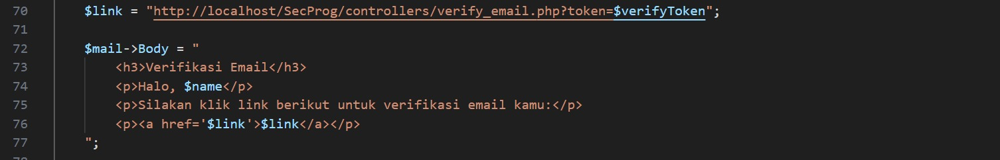 70 $link = "http://localhost/SecProg/controllers/verify_email.php?token=$verifyToken";
71
72 $mail->Body = "
73 <h3>Verifikasi Email</h3>
74 <p>Halo, $name</p>
75 <p>Silakan klik link berikut untuk verifikasi email kamu:</p>
76 <p><a href='$link'>$link</a></p>
77 ";